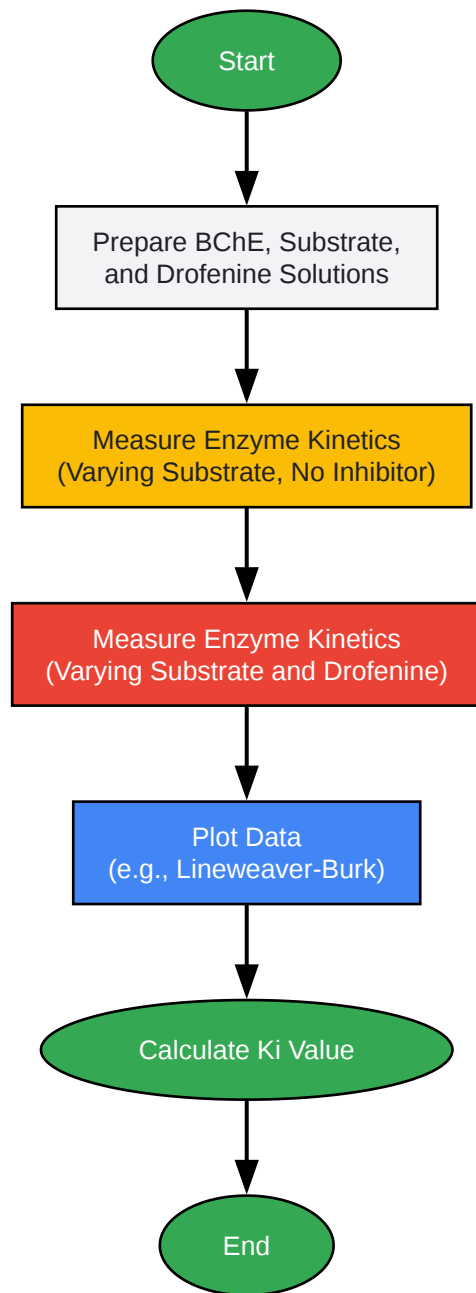 Start
Prepare BChE, Substrate,
and Drofenine Solutions
Measure Enzyme Kinetics
(Varying Substrate, No Inhibitor)
Measure Enzyme Kinetics
(Varying Substrate and Drofenine)
Plot Data
(e.g., Lineweaver-Burk)
Calculate Ki Value
End